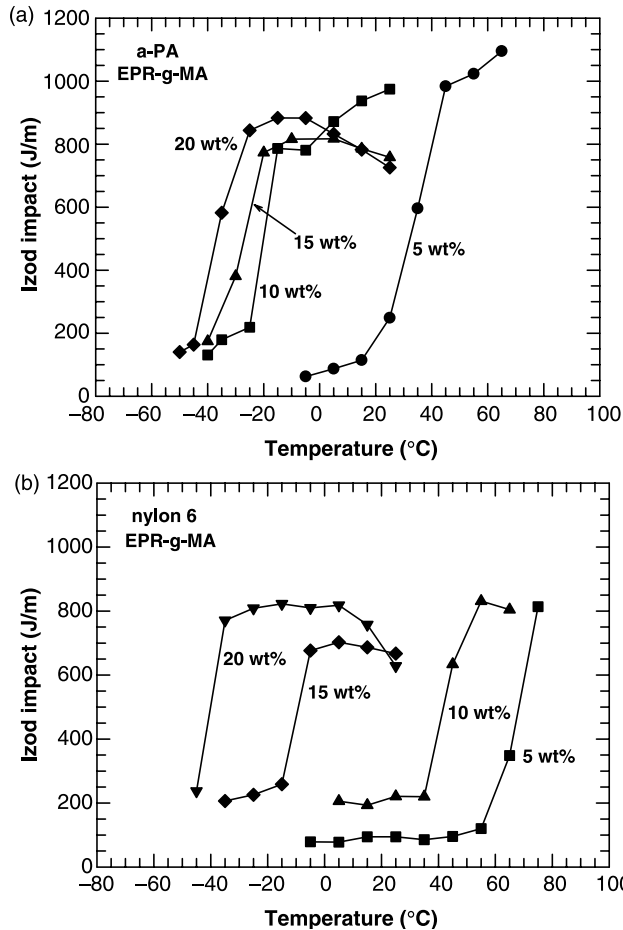 (a)
1200
1000
800
600
400
200
0
a-PA
EPR-g-MA
20 wt%
15 wt%
10 wt%
5 wt%
Izod impact (J/m)
–80 –60 –40 –20 0 20 40 60 80 100
Temperature (°C)
(b)
1200
1000
800
600
400
200
0
nylon 6
EPR-g-MA
20 wt%
15 wt%
10 wt%
5 wt%
Izod impact (J/m)
–80 –60 –40 –20 0 20 40 60 80 100
Temperature (°C)